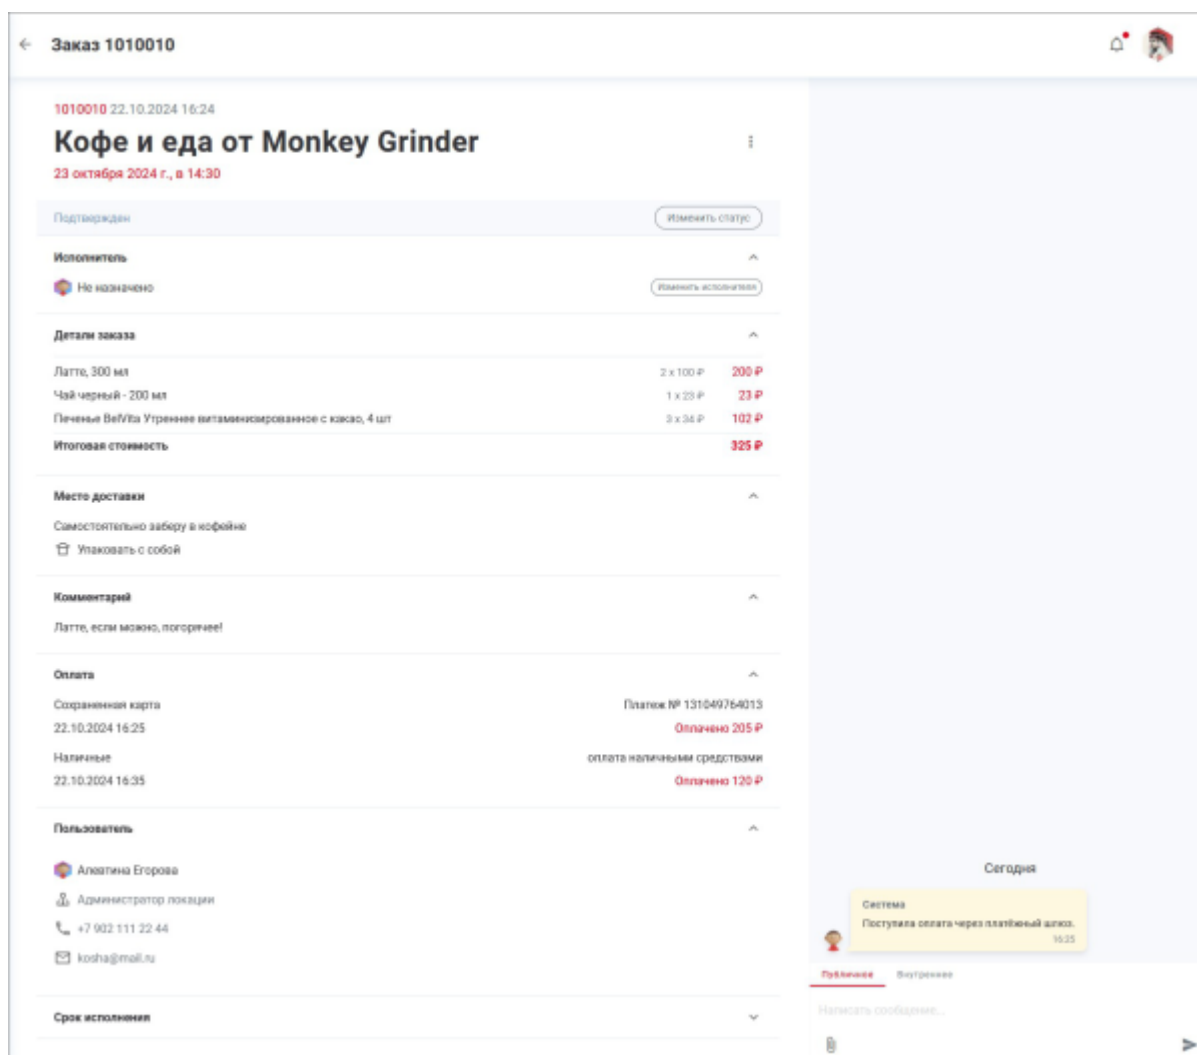 Заказ 1010010
1010010 22.10.2024 16:24
Кофе и еда от Monkey Grinder
23 октября 2024 г., в 14:30
Подтвержден
Изменить статус
Исполнитель
Не назначено
Изменить исполнителя
Детали заказа
Латте, 300 мл 2 x 100 ₽ 200 ₽
Чай черный - 200 мл 1 x 23 ₽ 23 ₽
Печенье BelVita Утреннее витаминизированное с какао, 4 шт 3 x 34 ₽ 102 ₽
Итоговая стоимость 325 ₽
Место доставки
Самостоятельно заберу в кофейне
Упаковать с собой
Комментарий
Латте, если можно, погорячее!
Оплата
Сохраненная карта Платеж № 131049764013
22.10.2024 16:25 Оплачено 205 ₽
Наличные оплата наличными средствами
22.10.2024 16:35 Оплачено 120 ₽
Пользователь
Алевтина Егорова
Администратор локации
+7 902 111 22 44
kosha@mail.ru
Срок исполнения
Сегодня
Система
Поступила оплата через платёжный шлюз.
16:25
Публичное Внутреннее
Написать сообщение...